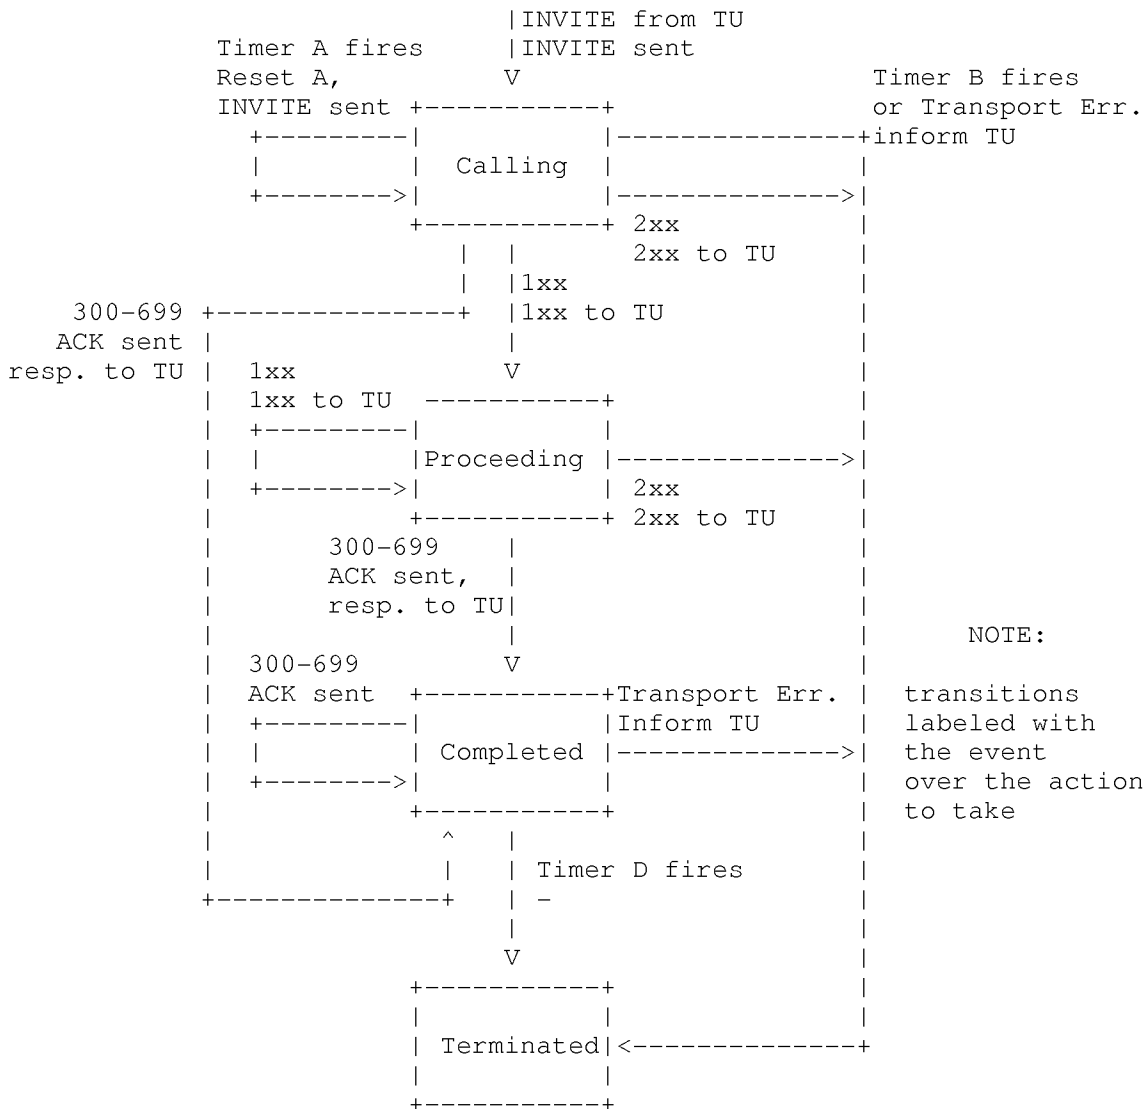 |INVITE from TU
Timer A fires     |INVITE sent
Reset A,          V                      Timer B fires
INVITE sent +-----------+                or Transport Err.
+---------|           |---------------+inform TU
|         |  Calling  |               |
+-------->|           |-------------->|
+-----------+ 2xx           |
|  |       2xx to TU     |
|  |1xx                  |
300-699 +---------------+  |1xx to TU            |
ACK sent |                  |                     |
resp. to TU |  1xx             V                     |
|  1xx to TU  -----------+               |
|  +---------|           |               |
|  |         |Proceeding |-------------->|
|  +-------->|           | 2xx           |
|            +-----------+ 2xx to TU     |
|       300-699    |                     |
|       ACK sent,  |                     |
|       resp. to TU|                     |
|                  |                     |      NOTE:
|  300-699         V                     |
|  ACK sent  +-----------+Transport Err. |  transitions
|  +---------|           |Inform TU      |  labeled with
|  |         | Completed |-------------->|  the event
|  +-------->|           |               |  over the action
|            +-----------+               |  to take
|              ^   |                     |
|              |   | Timer D fires       |
+--------------+   | -                   |
|                     |
V                     |
+-----------+               |
|           |               |
| Terminated|<--------------+
|           |
+-----------+